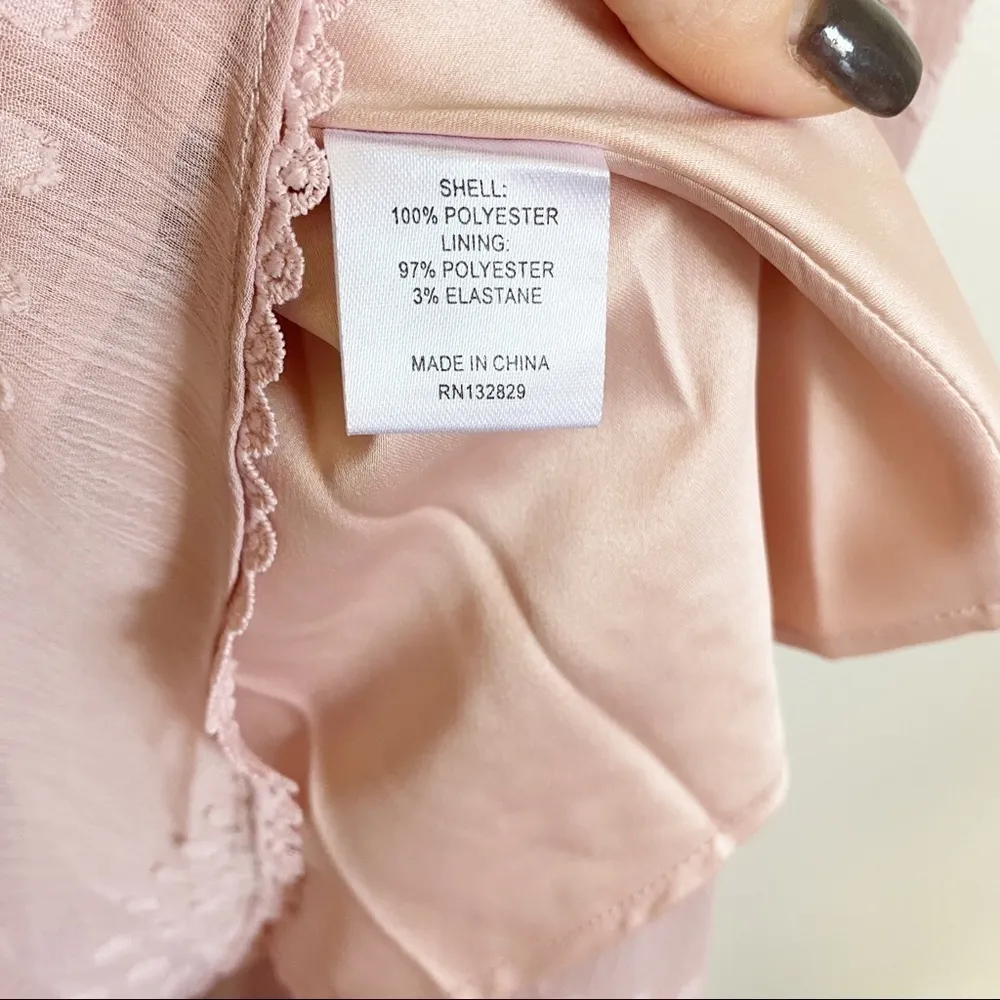 SHELL:
100% POLYESTER
LINING:
97% POLYESTER
3% ELASTANE
MADE IN CHINA
RN132829